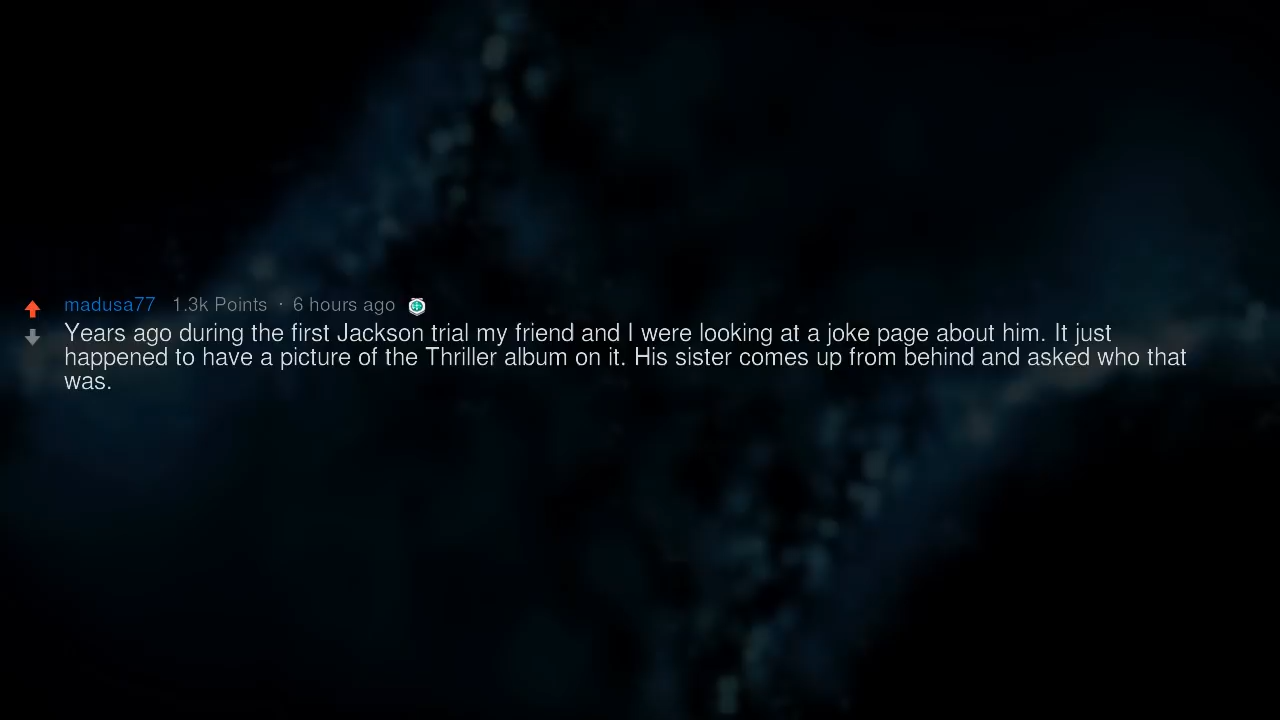 madusa77 1.3k Points · 6 hours ago
Years ago during the first Jackson trial my friend and I were looking at a joke page about him. It just
happened to have a picture of the Thriller album on it. His sister comes up from behind and asked who that
was.